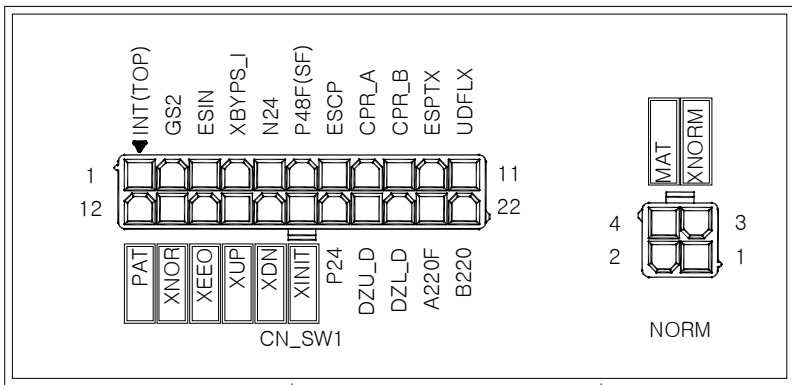 INT(TOP)
GS2
ESIN
XBYPS_I
N24
P48F(SF)
ESCP
CPR_A
CPR_B
ESPTX
UDFLX
1
11
12
22
PAT
XNOR
XEEO
XUP
XDN
XINIT
P24
DZU_D
DZL_D
A220F
B220
CN_SW1
MAT
XNORM
4
3
2
1
NORM